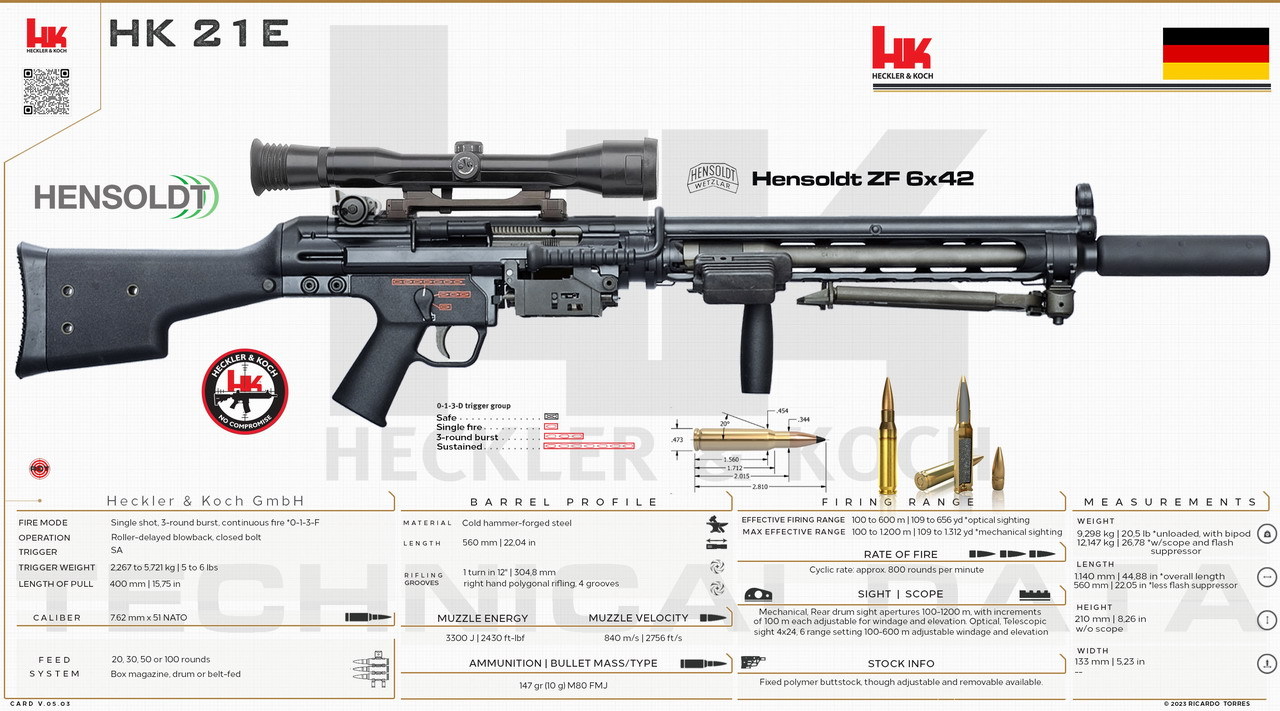 HK 21E
HECKLER & KOCH
HECKLER & KOCH
HENSOLDT
HENSOLDT
WETZLAR
Hensoldt ZF 6x42
HECKLER & KOCH
NO COMPROMISE
0-1-3-D trigger group
Safe
Single fire
3-round burst
Sustained
.454
20°
.344
.473
1.560
1.712
2.015
2.810
HECKLER & KOCH
TECHNICAL DATA
Heckler & Koch GmbH
FIRE MODE Single shot, 3-round burst, continuous fire *0-1-3-F
OPERATION Roller-delayed blowback, closed bolt
TRIGGER SA
TRIGGER WEIGHT 2,267 to 5,721 kg | 5 to 6 lbs
LENGTH OF PULL 400 mm | 15,75 in
CALIBER 7.62 mm x 51 NATO
FEED SYSTEM
20, 30, 50 or 100 rounds
Box magazine, drum or belt-fed
BARREL PROFILE
MATERIAL Cold hammer-forged steel
LENGTH 560 mm | 22,04 in
RIFLING GROOVES
1 turn in 12" | 304,8 mm
right hand polygonal rifling, 4 grooves
MUZZLE ENERGY MUZZLE VELOCITY
3300 J | 2430 ft-lbf 840 m/s | 2756 ft/s
AMMUNITION | BULLET MASS/TYPE
147 gr (10 g) M80 FMJ
FIRING RANGE
EFFECTIVE FIRING RANGE 100 to 600 m | 109 to 656 yd *optical sighting
MAX EFFECTIVE RANGE 100 to 1200 m | 109 to 1.312 yd *mechanical sighting
RATE OF FIRE
Cyclic rate: approx. 800 rounds per minute
SIGHT | SCOPE
Mechanical, Rear drum sight apertures 100-1200 m, with increments
of 100 m each adjustable for windage and elevation. Optical, Telescopic
sight 4x24, 6 range setting 100-600 m adjustable windage and elevation
STOCK INFO
Fixed polymer buttstock, though adjustable and removable available.
MEASUREMENTS
WEIGHT
9,298 kg | 20,5 lb *unloaded, with bipod
12,147 kg | 26,78 *w/scope and flash
suppressor
LENGTH
1.140 mm | 44,88 in *overall length
560 mm | 22.05 in *less flash suppressor
HEIGHT
210 mm | 8,26 in
w/o scope
WIDTH
133 mm | 5,23 in
--
CARD V.05.03
© 2023 RICARDO TORRES